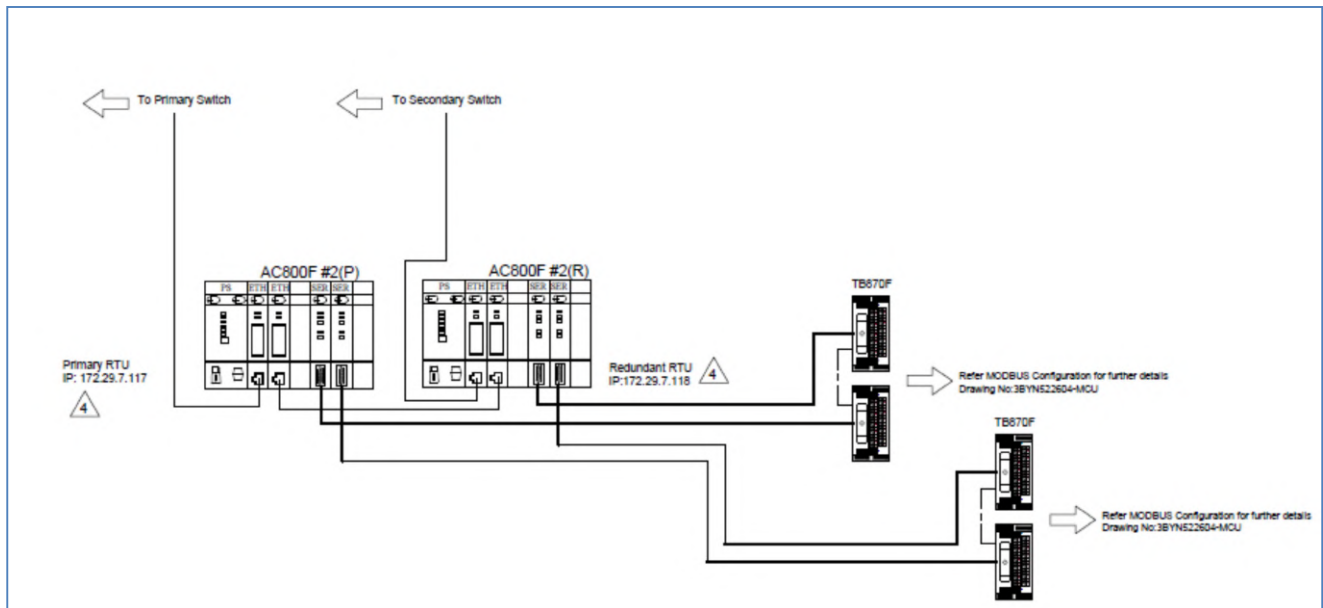 To Primary Switch
To Secondary Switch
AC800F #2(P)
PS ETH ETH SER SER
AC800F #2(R)
PS ETH ETH SER SER
TB870F
Primary RTU
IP: 172.29.7.117
4
Redundant RTU
IP:172.29.7.118
4
Refer MODBUS Configuration for further details
Drawing No:3BYN522604-MCU
TB870F
Refer MODBUS Configuration for further details
Drawing No:3BYN522604-MCU